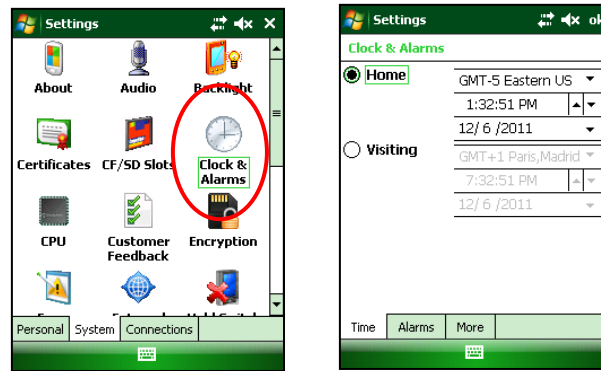 Settings
About Audio Backlight
Certificates CF/SD Slots Clock &
Alarms
CPU Customer Encryption
Feedback
Personal System Connections
Settings ok
Clock & Alarms
Home GMT-5 Eastern US
1:32:51 PM
12/ 6 /2011
Visiting GMT+1 Paris,Madrid
7:32:51 PM
12/ 6 /2011
Time Alarms More